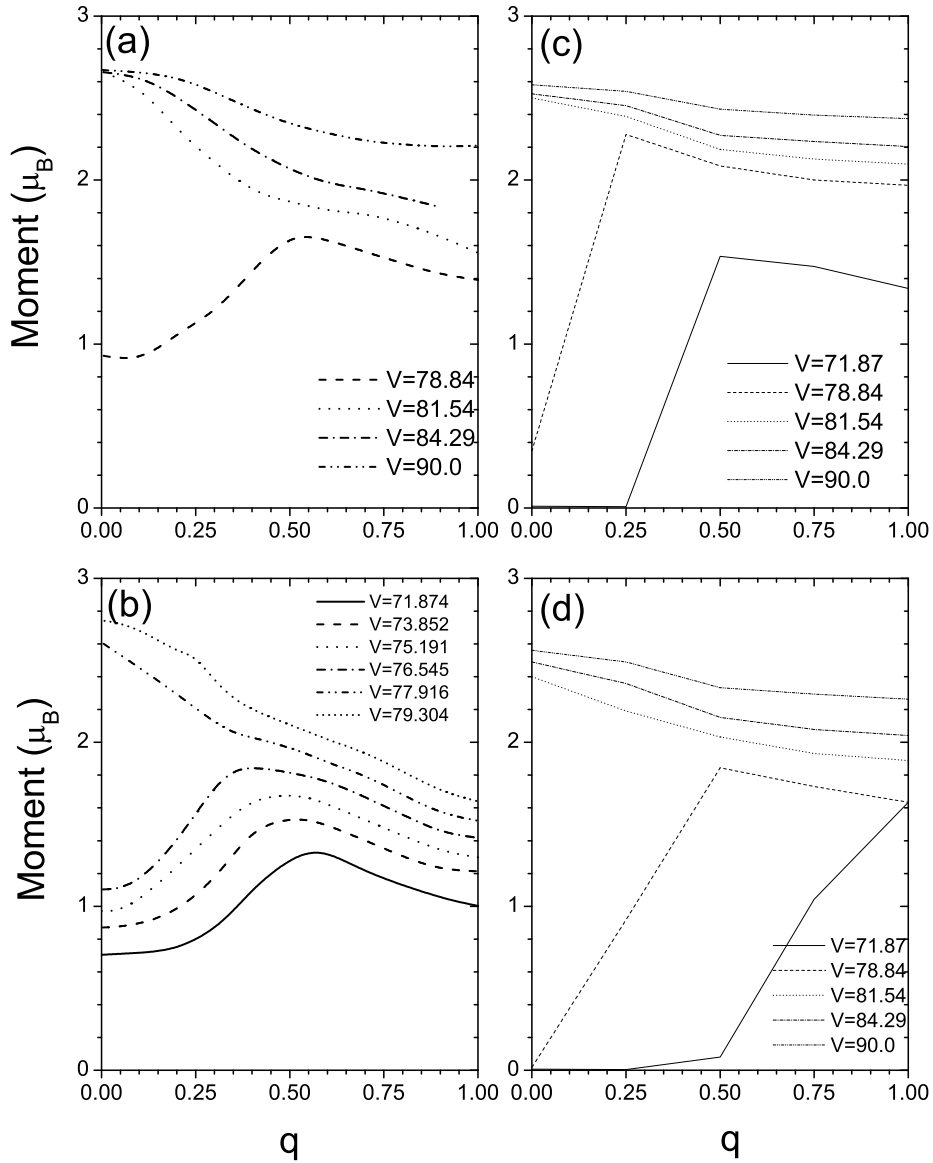 (a)
3
2
1
0
Moment (μB)
0.00 0.25 0.50 0.75 1.00
V=78.84
V=81.54
V=84.29
V=90.0
(c)
3
2
1
0
0.00 0.25 0.50 0.75 1.00
V=71.87
V=78.84
V=81.54
V=84.29
V=90.0
(b)
3
2
1
0
Moment (μB)
0.00 0.25 0.50 0.75 1.00
q
V=71.874
V=73.852
V=75.191
V=76.545
V=77.916
V=79.304
(d)
3
2
1
0
0.00 0.25 0.50 0.75 1.00
q
V=71.87
V=78.84
V=81.54
V=84.29
V=90.0